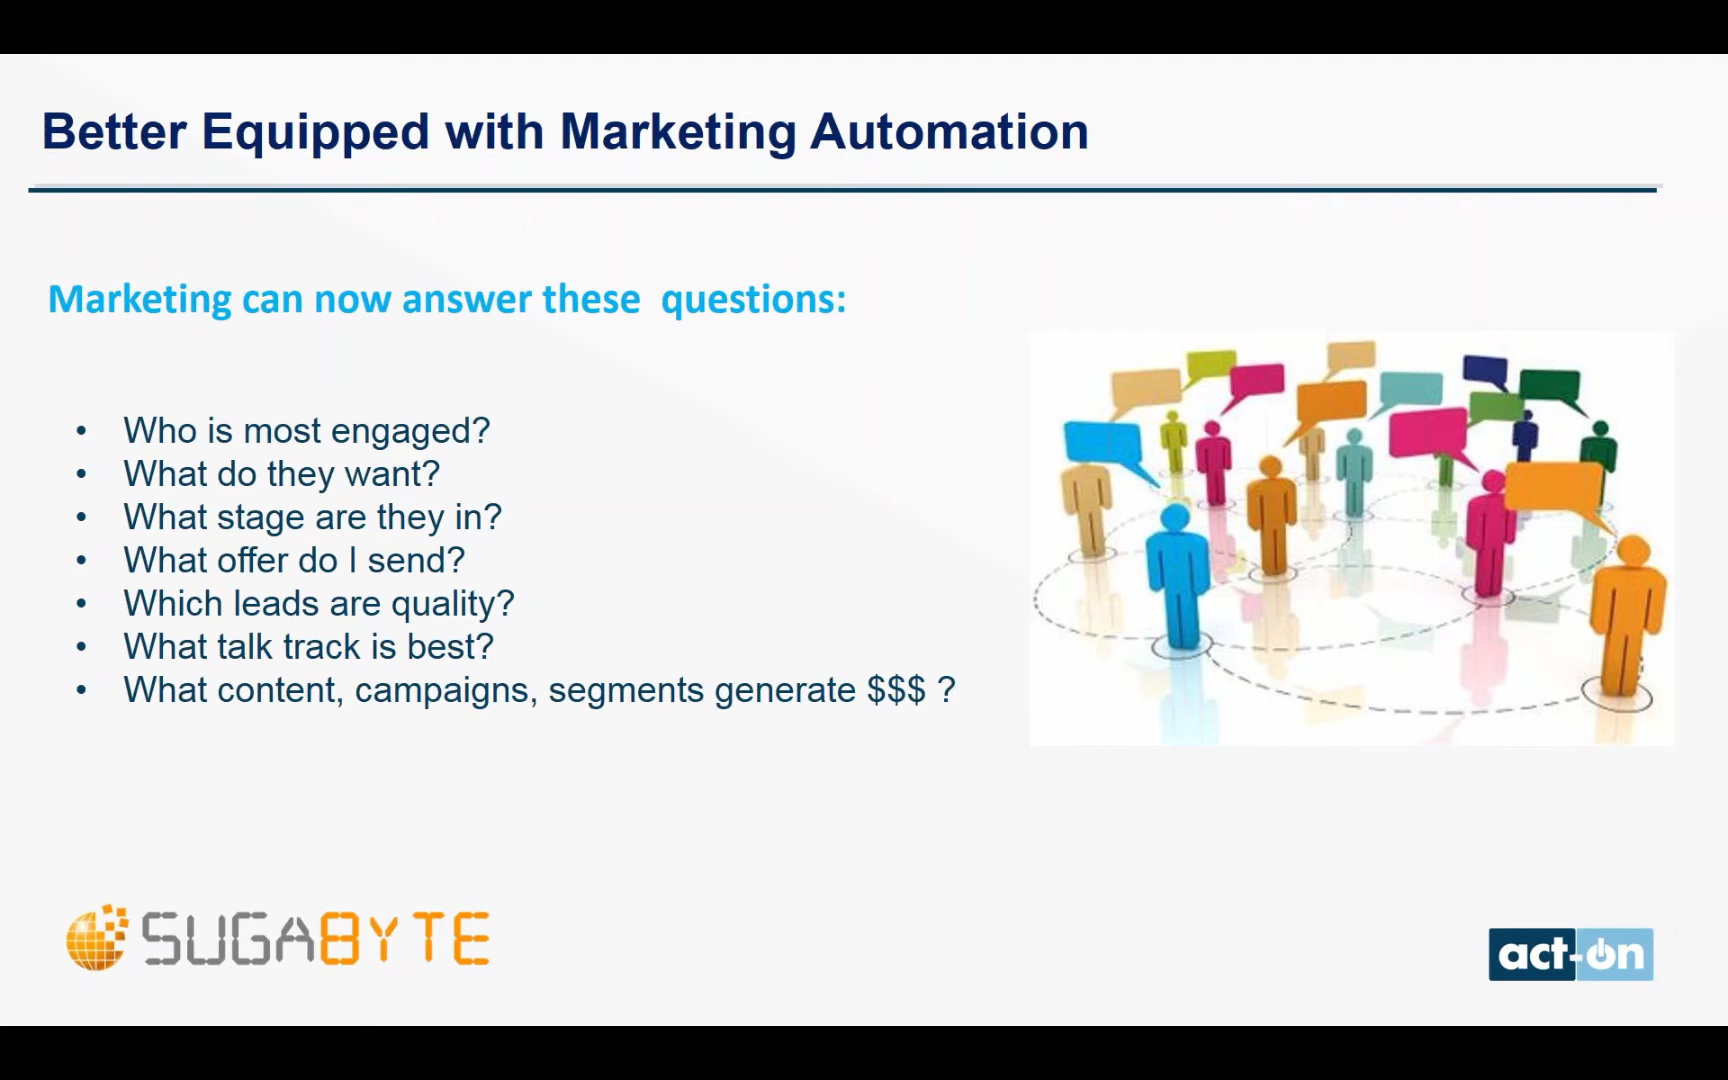 Better Equipped with Marketing Automation
Marketing can now answer these  questions:
• Who is most engaged?
• What do they want?
• What stage are they in?
• What offer do I send?
• Which leads are quality?
• What talk track is best?
• What content, campaigns, segments generate $$$ ?
SUGABYTE
act-on